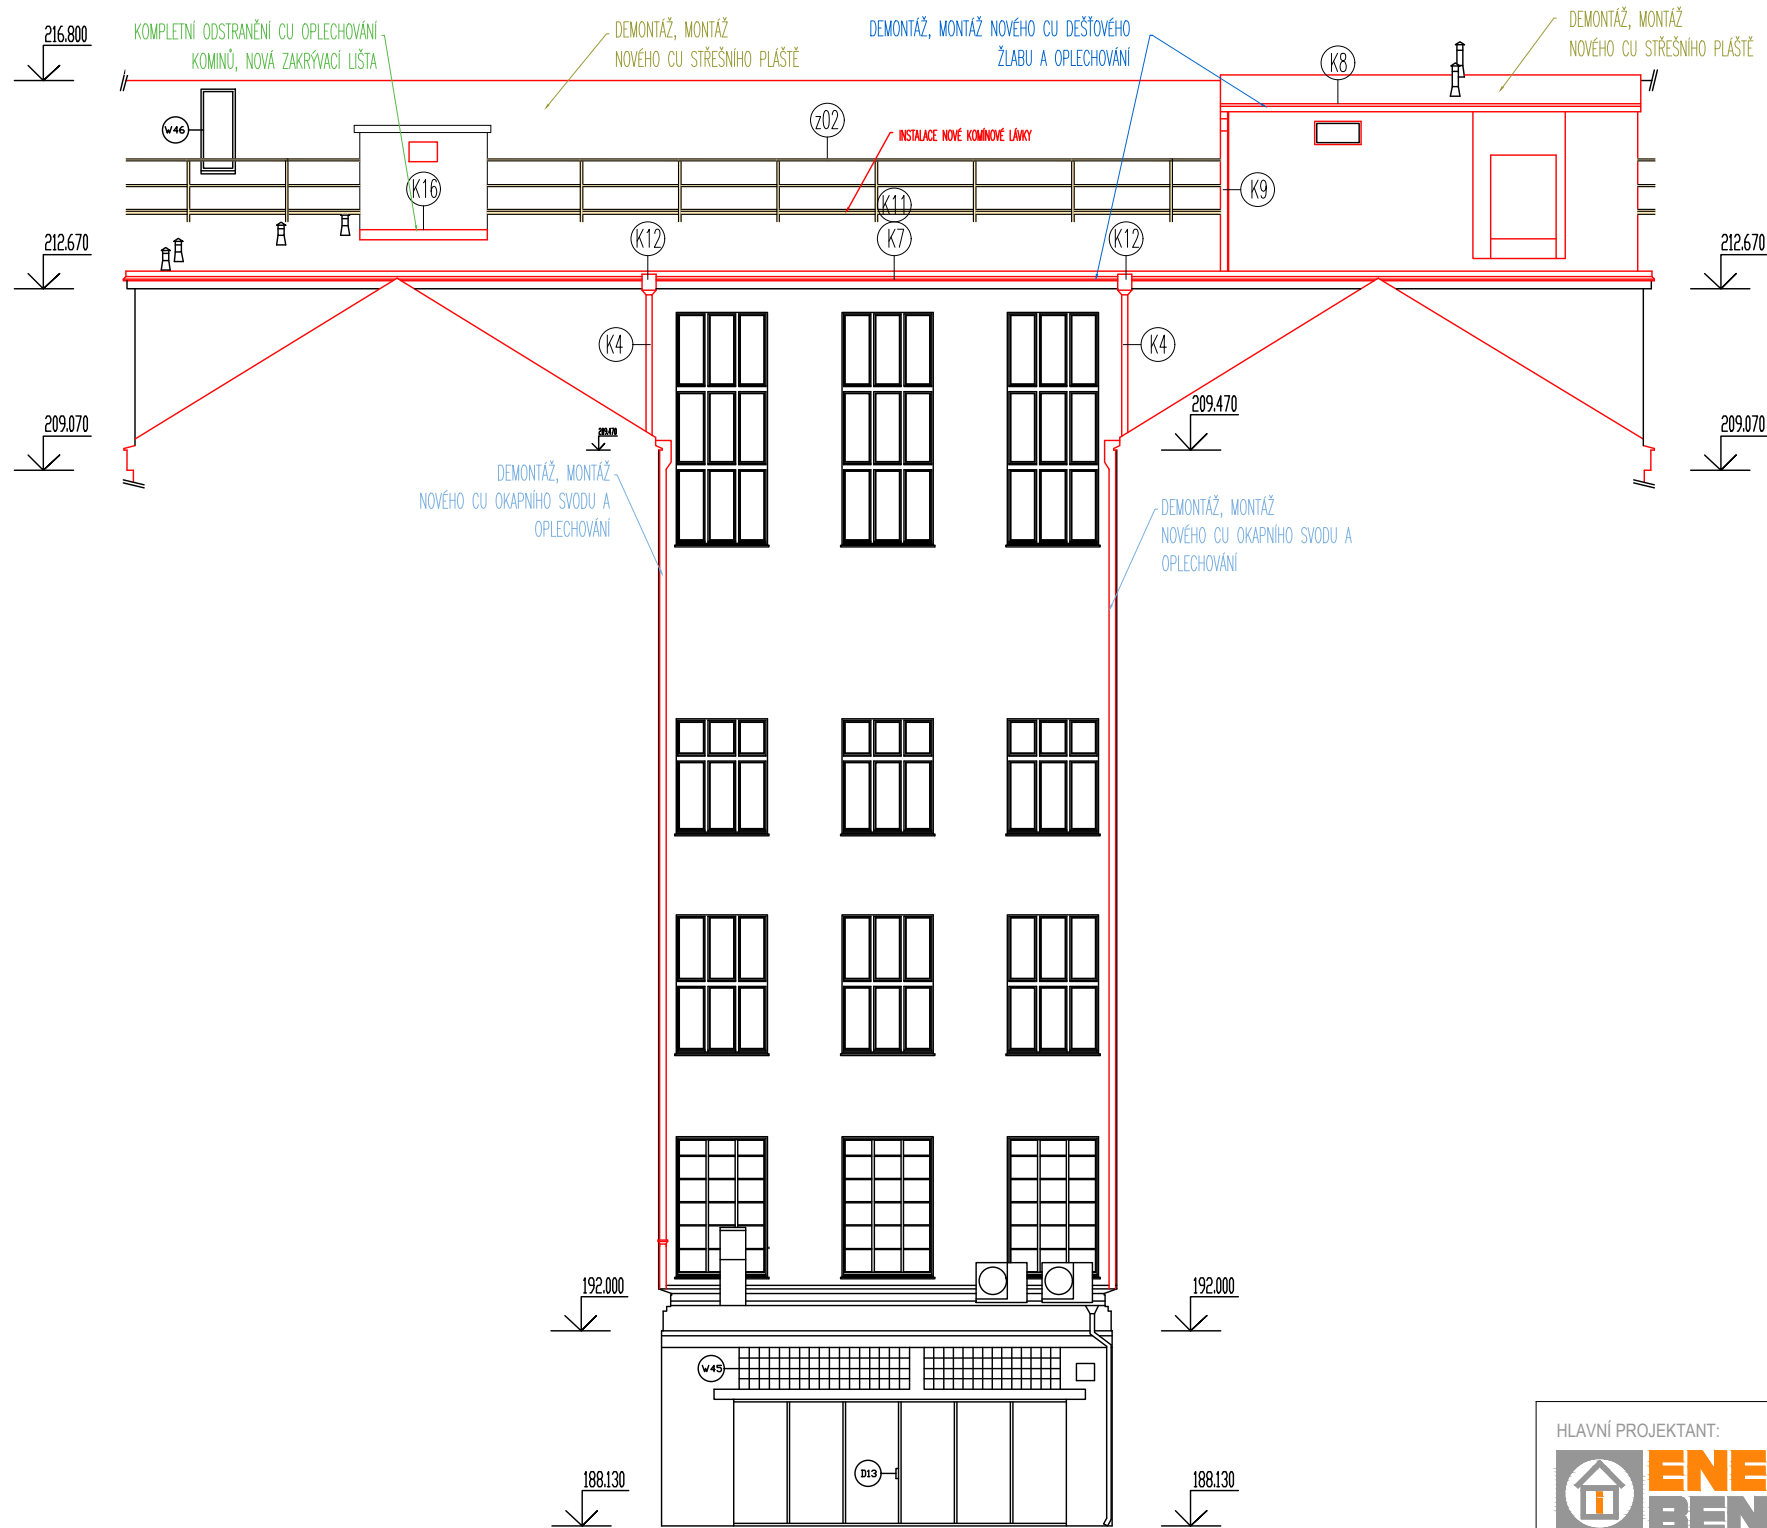 216.800
KOMPLETNÍ ODSTRANĚNÍ CU OPLECHOVÁNÍ
KOMINŮ, NOVÁ ZAKRÝVACÍ LIŠTA
DEMONTÁŽ, MONTÁŽ
NOVÉHO CU STŘEŠNÍHO PLÁŠTĚ
DEMONTÁŽ, MONTÁŽ NOVÉHO CU DEŠŤOVÉHO
ŽLABU A OPLECHOVÁNÍ
DEMONTÁŽ, MONTÁŽ
NOVÉHO CU STŘEŠNÍHO PLÁŠTĚ
K8
W46
z02
INSTALACE NOVÉ KOMÍNOVÉ LÁVKY
K16
K11
K9
212.670
K12
K7
K12
212.670
K4
K4
209.070
209.470
209.470
209.070
DEMONTÁŽ, MONTÁŽ
NOVÉHO CU OKAPNÍHO SVODU A
OPLECHOVÁNÍ
DEMONTÁŽ, MONTÁŽ
NOVÉHO CU OKAPNÍHO SVODU A
OPLECHOVÁNÍ
192.000
192.000
W45
D13
188.130
188.130
HLAVNÍ PROJEKTANT:
ENE
BEN